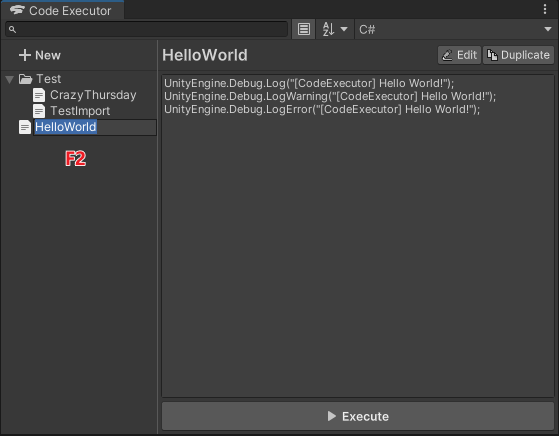 Code Executor
C#
New
HelloWorld
Edit
Duplicate
Test
CrazyThursday
TestImport
HelloWorld
F2
UnityEngine.Debug.Log("[CodeExecutor] Hello World!");
UnityEngine.Debug.LogWarning("[CodeExecutor] Hello World!");
UnityEngine.Debug.LogError("[CodeExecutor] Hello World!");
Execute